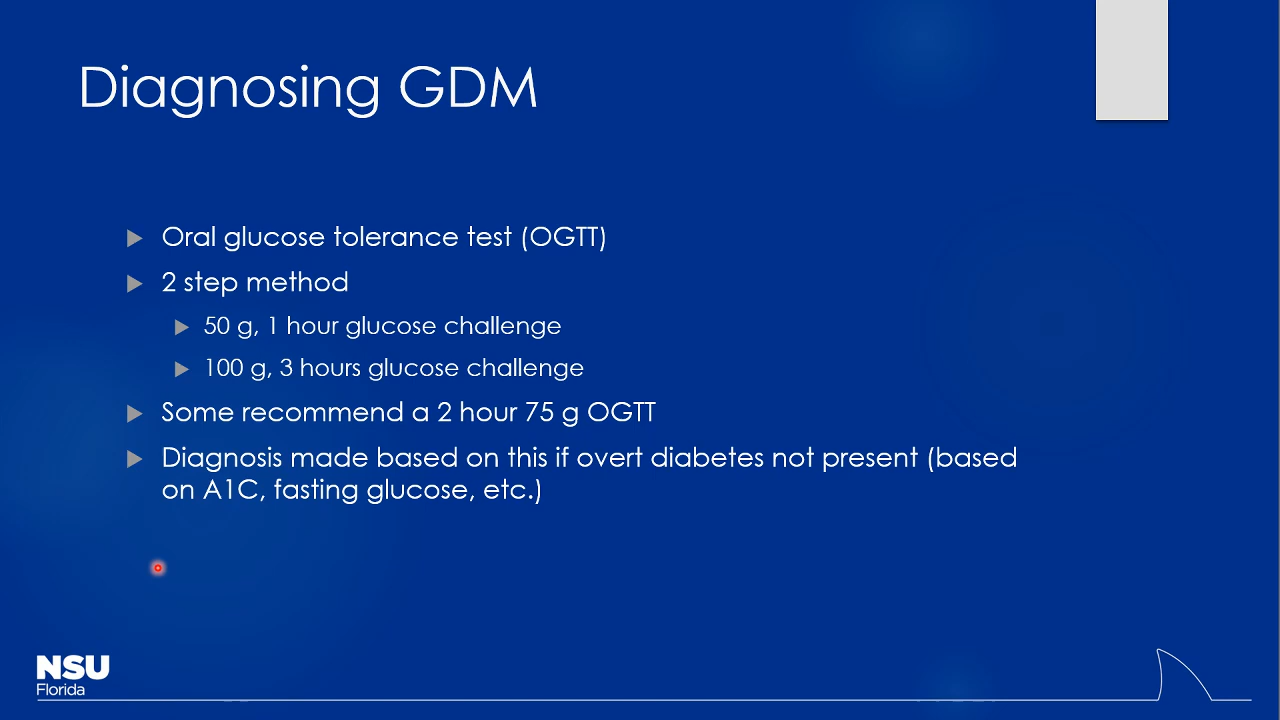 Diagnosing GDM
Oral glucose tolerance test (OGTT)
2 step method
50 g, 1 hour glucose challenge
100 g, 3 hours glucose challenge
Some recommend a 2 hour 75 g OGTT
Diagnosis made based on this if overt diabetes not present (based
on A1C, fasting glucose, etc.)
NSU
Florida